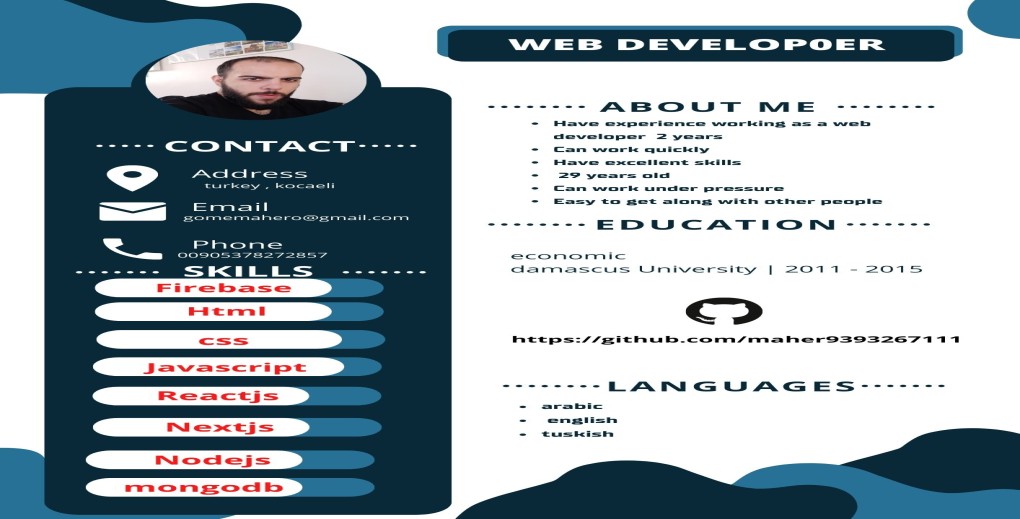 WEB DEVELOP0ER
CONTACT
Address
turkey , kocaeli
Email
gomemahero@gmail.com
Phone
00905378272857
SKILLS
Firebase
Html
css
Javascript
Reactjs
Nextjs
Nodejs
mongodb
ABOUT ME
Have experience working as a web
developer 2 years
Can work quickly
Have excellent skills
29 years old
Can work under pressure
Easy to get along with other people
EDUCATION
economic
damascus University | 2011 - 2015
https://github.com/maher9393267111
LANGUAGES
arabic
english
tuskish